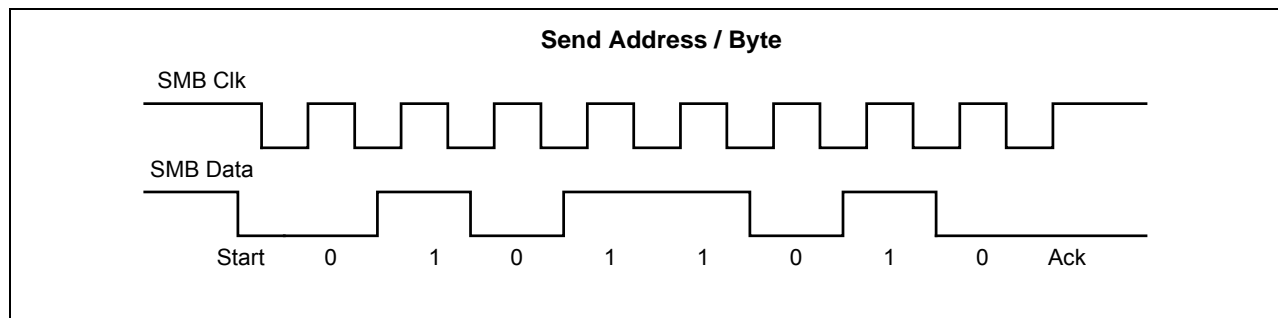 Send Address / Byte
SMB Clk
SMB Data
Start 0 1 0 1 1 0 1 0 Ack